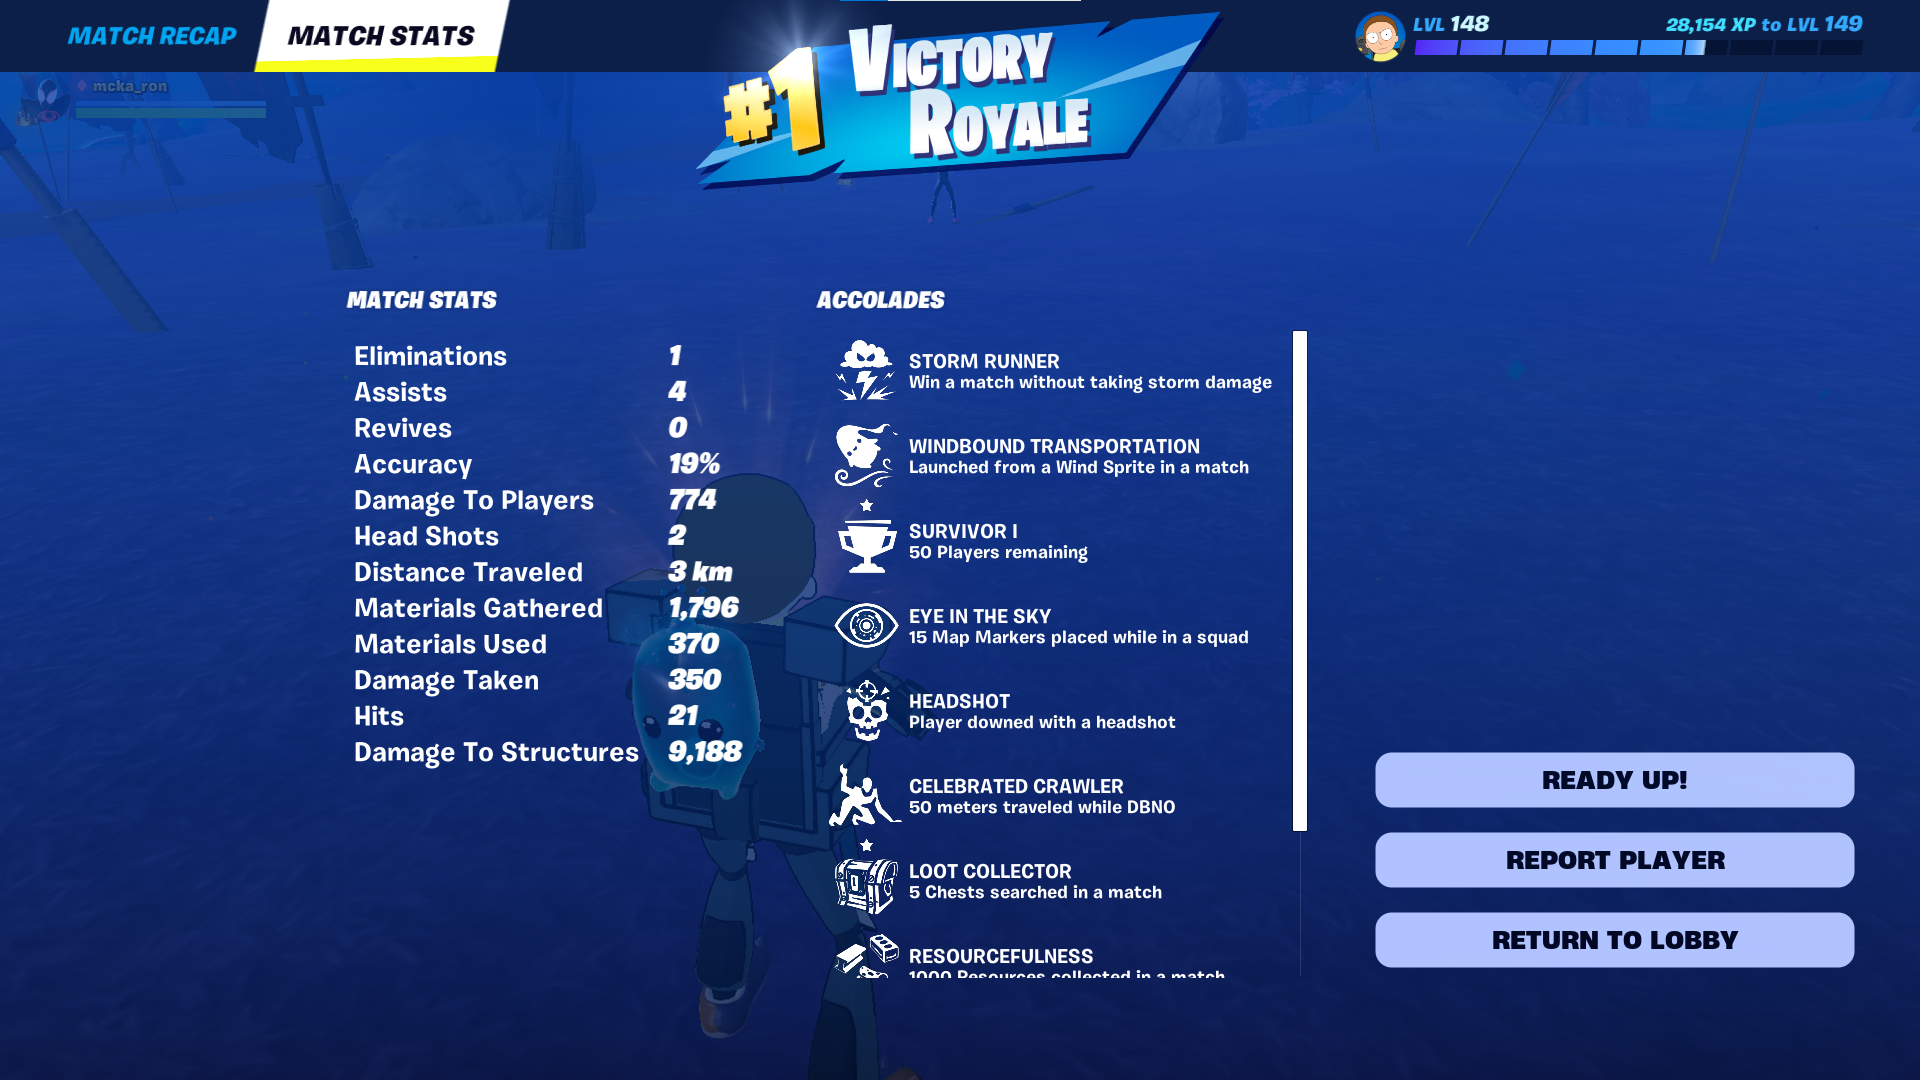 MATCH RECAP
MATCH STATS
#1 VICTORY
ROYALE
LVL 148
28,154 XP to LVL 149
mcka_ron
MATCH STATS
Eliminations 1
Assists 4
Revives 0
Accuracy 19%
Damage To Players 774
Head Shots 2
Distance Traveled 3 km
Materials Gathered 1,796
Materials Used 370
Damage Taken 350
Hits 21
Damage To Structures 9,188
ACCOLADES
STORM RUNNER
Win a match without taking storm damage
WINDBOUND TRANSPORTATION
Launched from a Wind Sprite in a match
SURVIVOR I
50 Players remaining
EYE IN THE SKY
15 Map Markers placed while in a squad
HEADSHOT
Player downed with a headshot
CELEBRATED CRAWLER
50 meters traveled while DBNO
LOOT COLLECTOR
5 Chests searched in a match
RESOURCEFULNESS
1000 Resources collected in a match
READY UP!
REPORT PLAYER
RETURN TO LOBBY